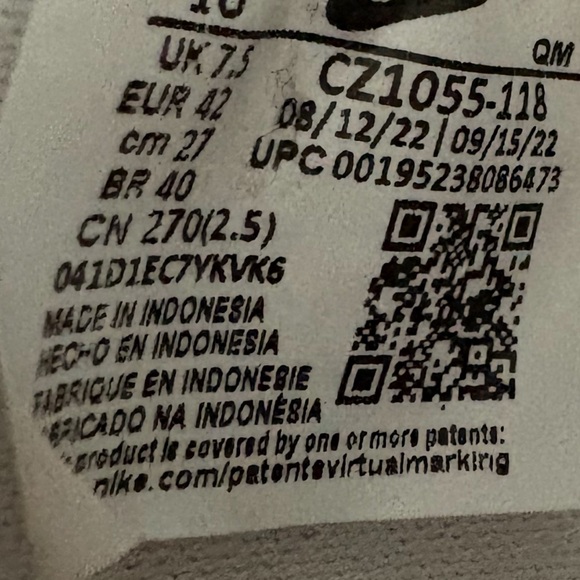 10
QM
UK 7.5
CZ1055-118
EUR 42
08/12/22 | 09/15/22
cm 27
UPC 00195238086473
BR 40
CN 270(2.5)
041D1EC7YKVK6
MADE IN INDONESIA
HECHO EN INDONESIA
FABRIQUE EN INDONESIE
FABRICADO NA INDONÉSIA
product is covered by one or more patents:
nike.com/patentsvirtualmarking